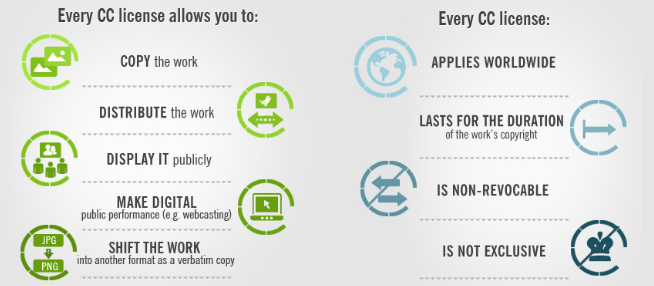 Every CC license allows you to:
COPY the work
DISTRIBUTE the work
DISPLAY IT publicly
MAKE DIGITAL
public performance (e.g. webcasting)
JPG
PNG
SHIFT THE WORK
into another format as a verbatim copy
Every CC license:
APPLIES WORLDWIDE
LASTS FOR THE DURATION
of the work's copyright
IS NON-REVOCABLE
IS NOT EXCLUSIVE